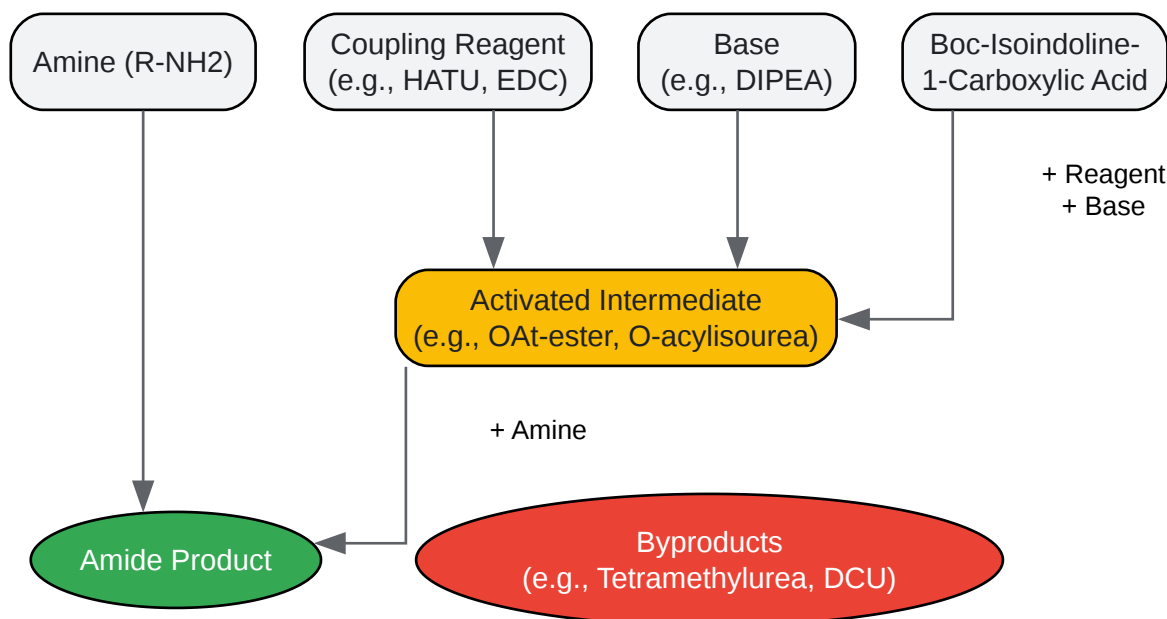 Amine (R-NH2)
Coupling Reagent
(e.g., HATU, EDC)
Base
(e.g., DIPEA)
Boc-Isoindoline-
1-Carboxylic Acid
+ Reagent
+ Base
Activated Intermediate
(e.g., OAt-ester, O-acylisourea)
+ Amine
Amide Product
Byproducts
(e.g., Tetramethylurea, DCU)